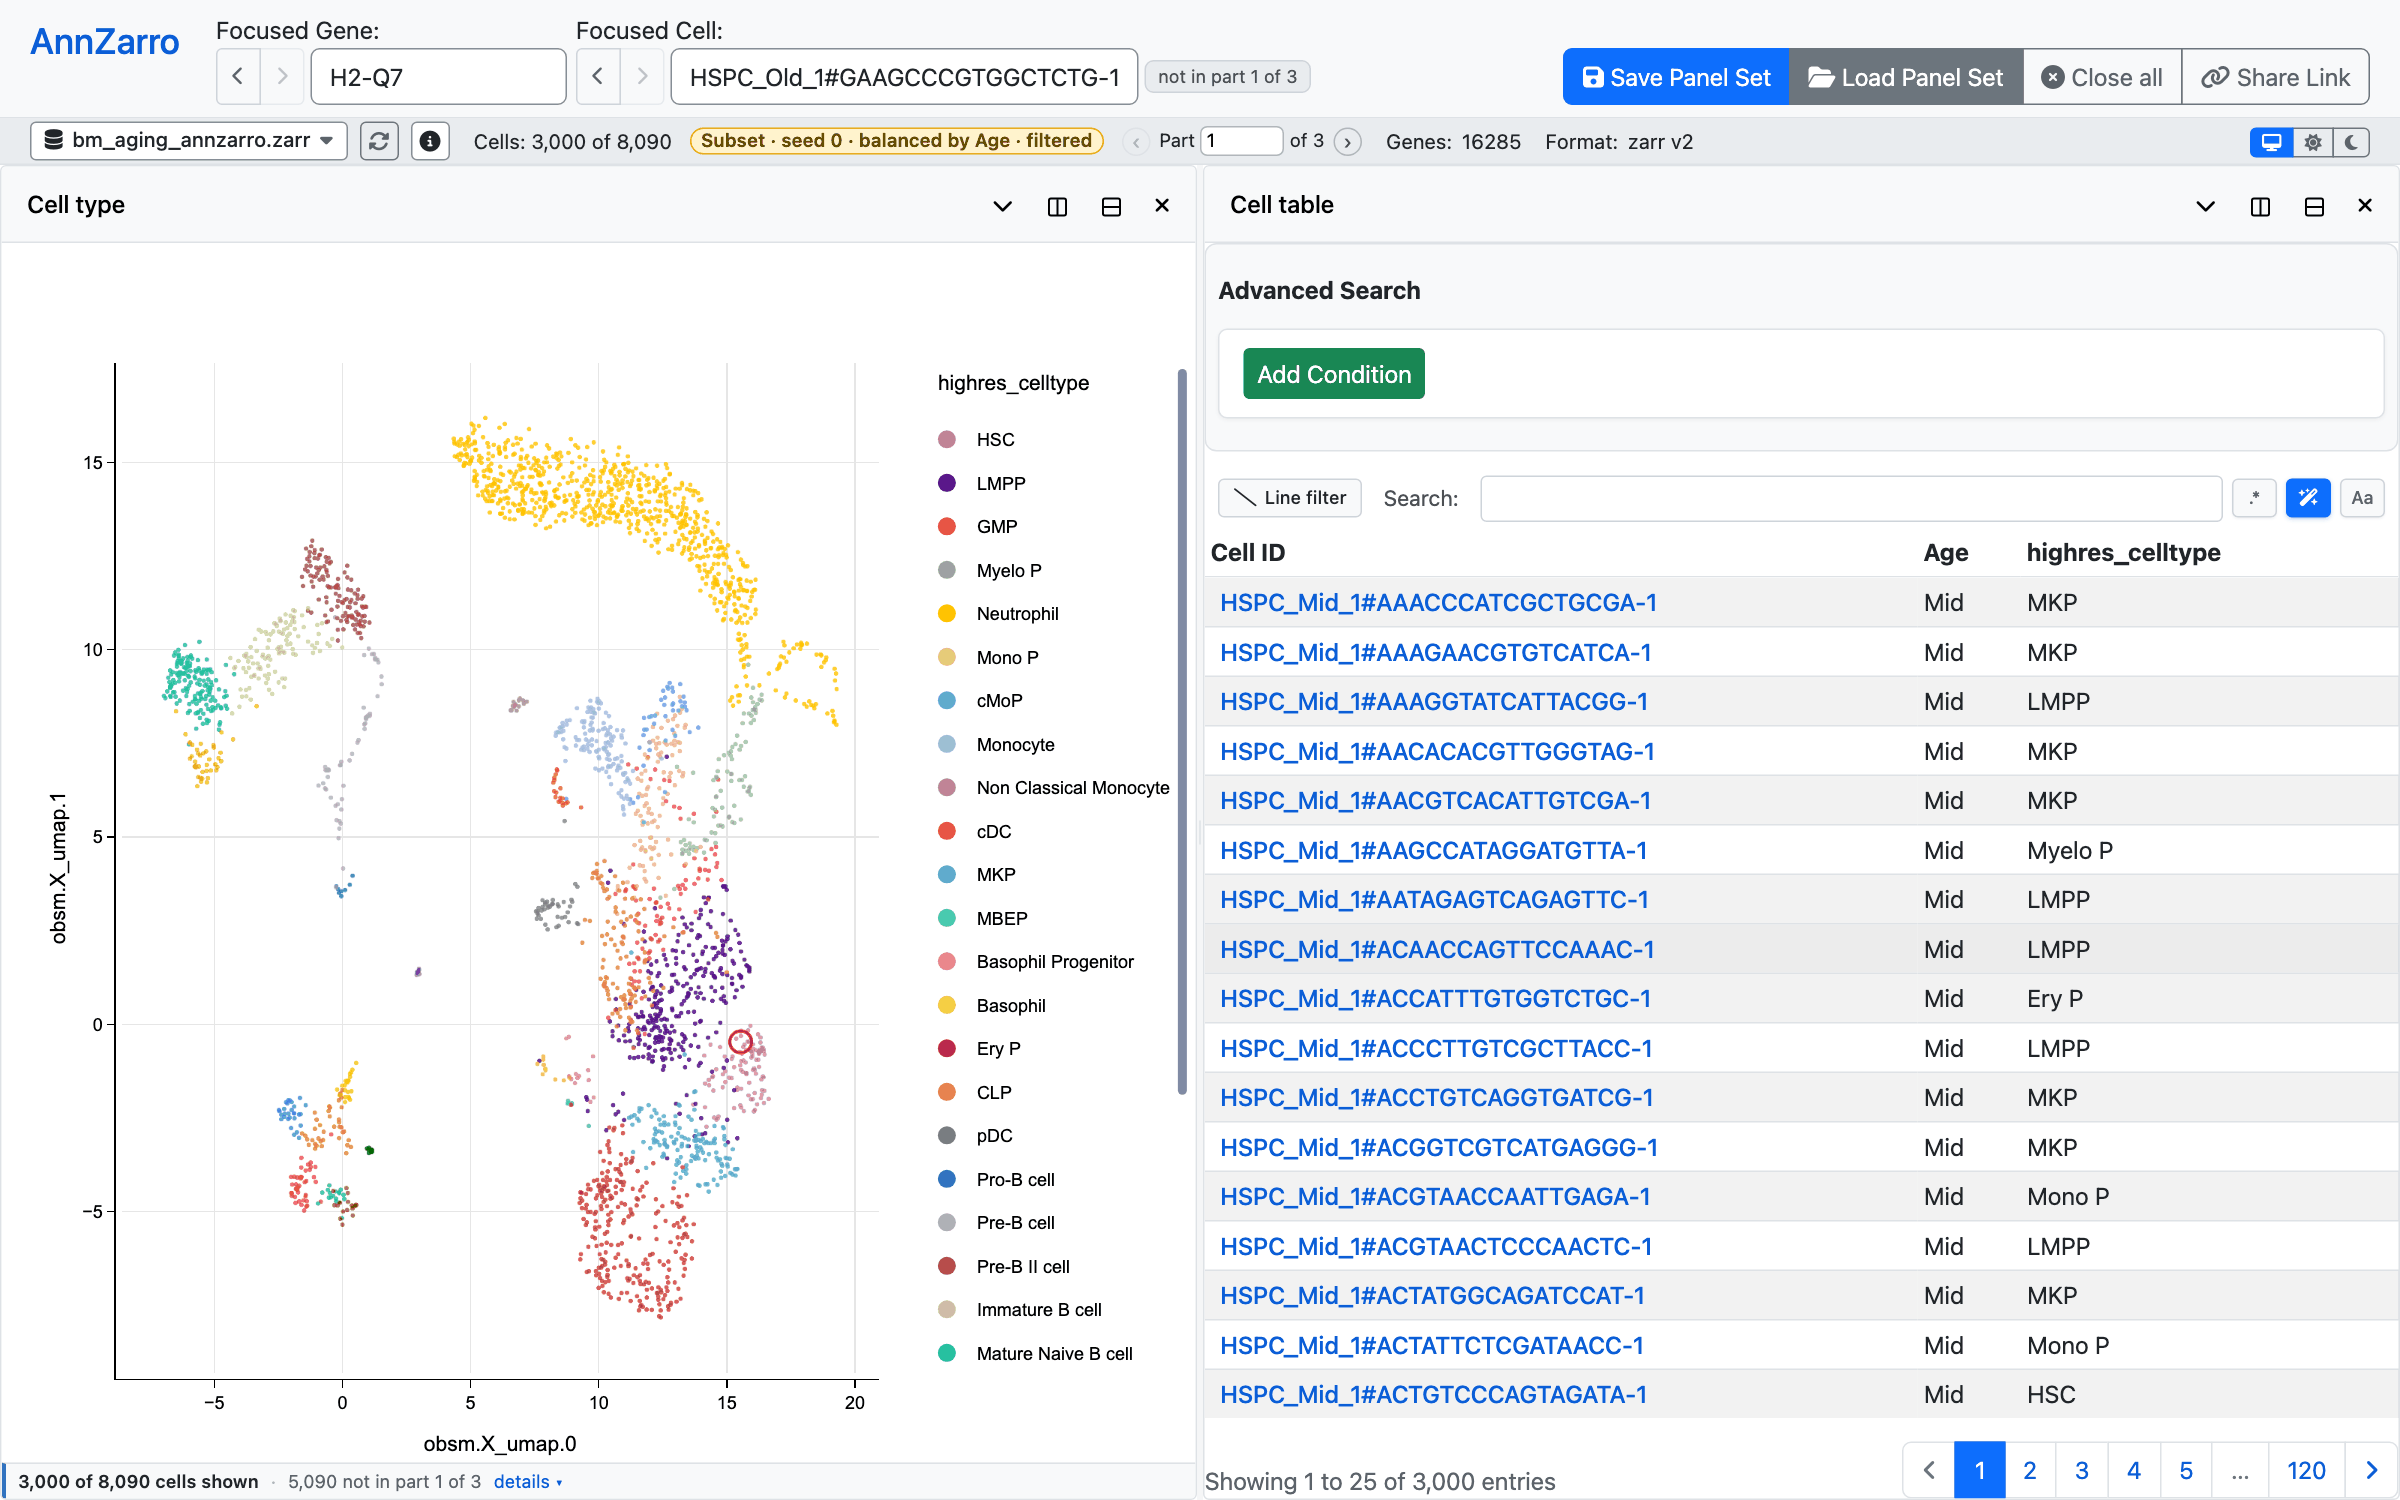 AnnZarro
Focused Gene:
H2-Q7
Focused Cell:
HSPC_Old_1#GAAGCCCGTGGCTCTG-1
not in part 1 of 3
Save Panel Set
Load Panel Set
Close all
Share Link
bm_aging_annzarro.zarr
Cells: 3,000 of 8,090
Subset · seed 0 · balanced by Age · filtered
Part 1 of 3
Genes: 16285
Format: zarr v2
Cell type
highres_celltype
HSC
LMPP
GMP
Myelo P
Neutrophil
Mono P
cMoP
Monocyte
Non Classical Monocyte
cDC
MKP
MBEP
Basophil Progenitor
Basophil
Ery P
CLP
pDC
Pro-B cell
Pre-B cell
Pre-B II cell
Immature B cell
Mature Naive B cell
15
10
5
0
−5
obsm.X_umap.1
−5 0 5 10 15 20
obsm.X_umap.0
3,000 of 8,090 cells shown · 5,090 not in part 1 of 3 details
Cell table
Advanced Search
Add Condition
Line filter
Search:
.*
Aa
Cell ID Age highres_celltype
HSPC_Mid_1#AAACCCATCGCTGCGA-1 Mid MKP
HSPC_Mid_1#AAAGAACGTGTCATCA-1 Mid MKP
HSPC_Mid_1#AAAGGTATCATTACGG-1 Mid LMPP
HSPC_Mid_1#AACACACGTTGGGTAG-1 Mid MKP
HSPC_Mid_1#AACGTCACATTGTCGA-1 Mid MKP
HSPC_Mid_1#AAGCCATAGGATGTTA-1 Mid Myelo P
HSPC_Mid_1#AATAGAGTCAGAGTTC-1 Mid LMPP
HSPC_Mid_1#ACAACCAGTTCCAAAC-1 Mid LMPP
HSPC_Mid_1#ACCATTTGTGGTCTGC-1 Mid Ery P
HSPC_Mid_1#ACCCTTGTCGCTTACC-1 Mid LMPP
HSPC_Mid_1#ACCTGTCAGGTGATCG-1 Mid MKP
HSPC_Mid_1#ACGGTCGTCATGAGGG-1 Mid MKP
HSPC_Mid_1#ACGTAACCAATTGAGA-1 Mid Mono P
HSPC_Mid_1#ACGTAACTCCCAACTC-1 Mid LMPP
HSPC_Mid_1#ACTATGGCAGATCCAT-1 Mid MKP
HSPC_Mid_1#ACTATTCTCGATAACC-1 Mid Mono P
HSPC_Mid_1#ACTGTCCCAGTAGATA-1 Mid HSC
Showing 1 to 25 of 3,000 entries
1 2 3 4 5 ... 120